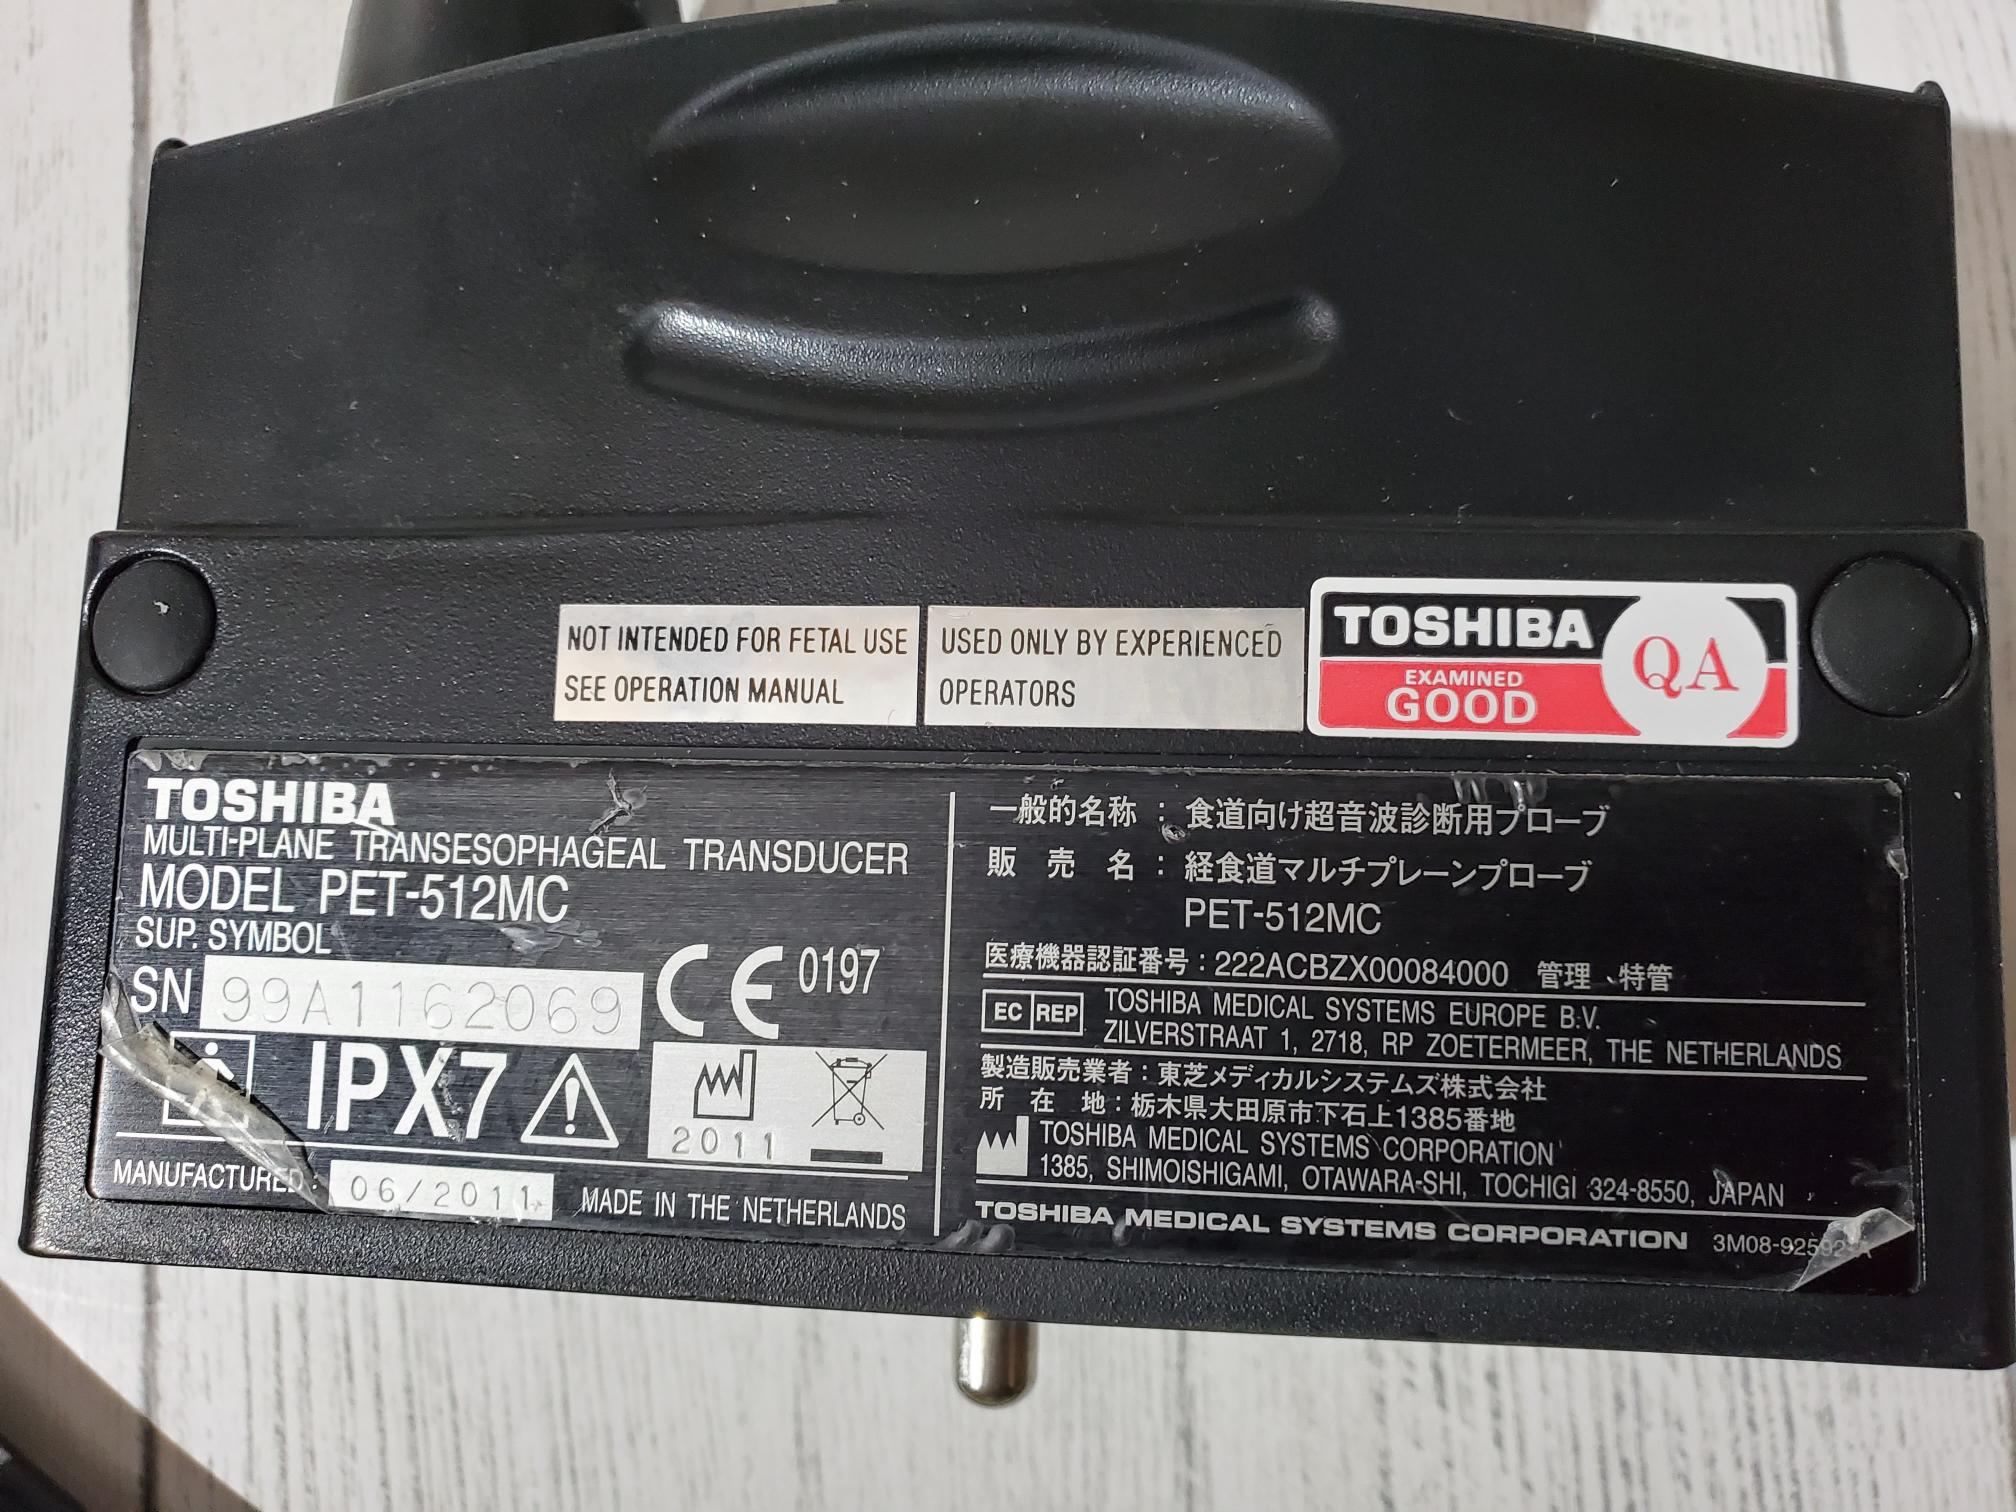 NOT INTENDED FOR FETAL USE
SEE OPERATION MANUAL
USED ONLY BY EXPERIENCED
OPERATORS
TOSHIBA
EXAMINED
GOOD
QA
TOSHIBA
MULTI-PLANE TRANSESOPHAGEAL TRANSDUCER
MODEL PET-512MC
SUP. SYMBOL
SN 99A1162069
CE 0197
IPX7
2011
MANUFACTURED: 06/2011 MADE IN THE NETHERLANDS
一般的名称 : 食道向け超音波診断用プローブ
販売名 : 経食道マルチプレーンプローブ
PET-512MC
医療機器認証番号 : 222ACBZX00084000 管理、特管
EC REP TOSHIBA MEDICAL SYSTEMS EUROPE B.V.
ZILVERSTRAAT 1, 2718, RP ZOETERMEER, THE NETHERLANDS
製造販売業者 : 東芝メディカルシステムズ株式会社
所在地 : 栃木県大田原市下石上1385番地
TOSHIBA MEDICAL SYSTEMS CORPORATION
1385, SHIMOISHIGAMI, OTAWARA-SHI, TOCHIGI 324-8550, JAPAN
TOSHIBA MEDICAL SYSTEMS CORPORATION